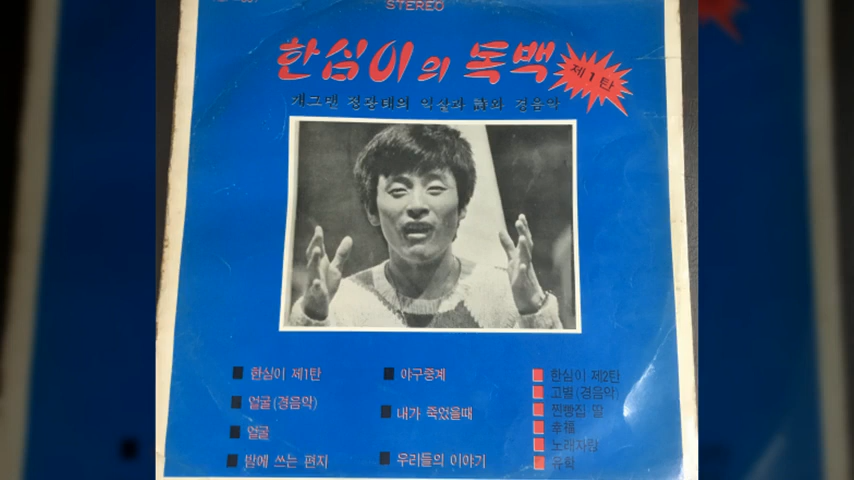 STEREO
한심이의 독백
제1탄
개그맨 정광태의 익살과 詩와 경음악
한심이 제1탄
얼굴(경음악)
얼굴
밤에 쓰는 편지
야구중계
내가 죽었을때
우리들의 이야기
한심이 제2탄
고별(경음악)
찐빵집 딸
幸福
노래자랑
유학